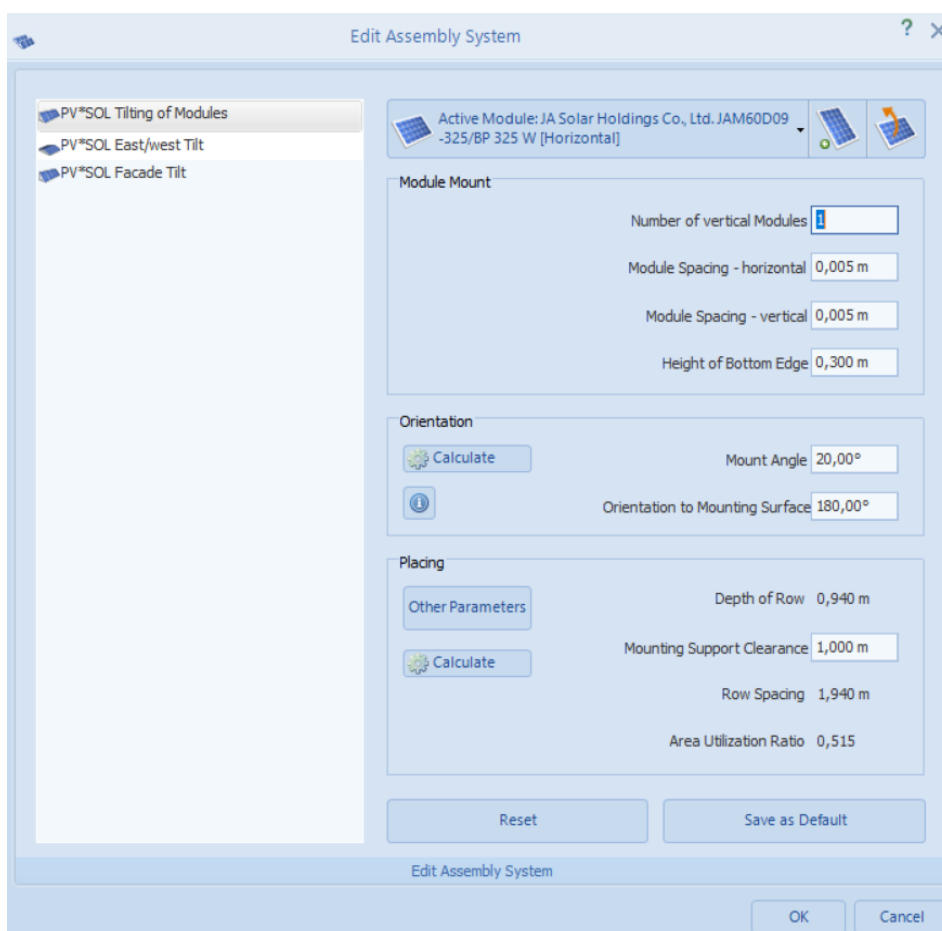 Edit Assembly System
?
PV*SOL Tilting of Modules
PV*SOL East/west Tilt
PV*SOL Facade Tilt
Active Module: JA Solar Holdings Co., Ltd. JAM60D09
-325/BP 325 W [Horizontal]
Module Mount
Number of vertical Modules 1
Module Spacing - horizontal 0,005 m
Module Spacing - vertical 0,005 m
Height of Bottom Edge 0,300 m
Orientation
Calculate
Mount Angle 20,00°
Orientation to Mounting Surface 180,00°
Placing
Other Parameters
Depth of Row 0,940 m
Mounting Support Clearance 1,000 m
Calculate
Row Spacing 1,940 m
Area Utilization Ratio 0,515
Reset
Save as Default
Edit Assembly System
OK
Cancel